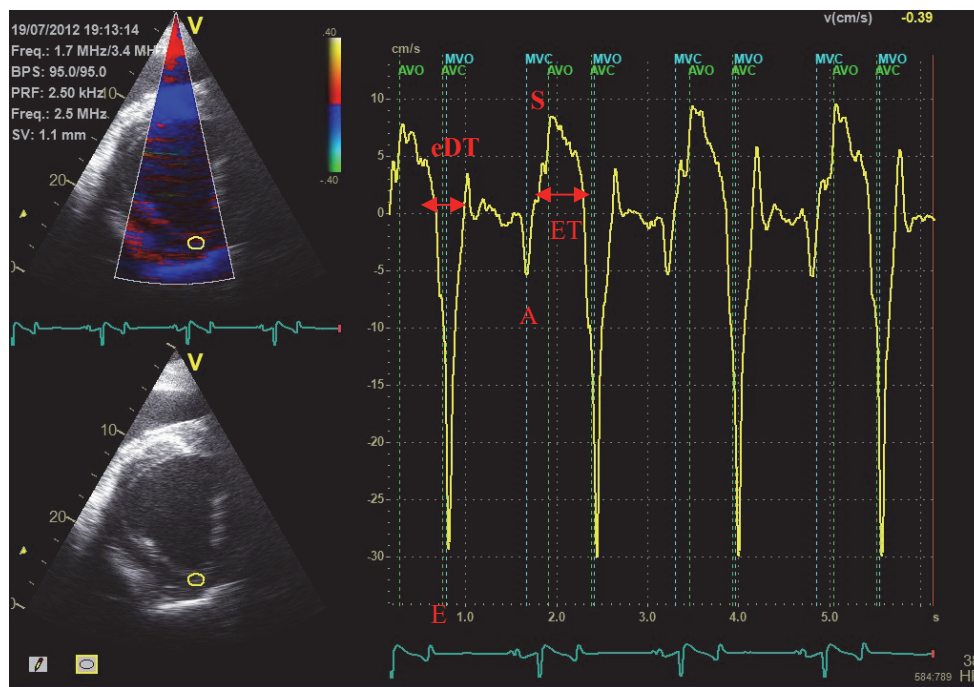 19/07/2012 19:13:14
Freq.: 1.7 MHz/3.4 MHz
BPS: 95.0/95.0
PRF: 2.50 kHz
Freq.: 2.5 MHz
SV: 1.1 mm
V
.40
-.40
10
20
V
10
20
v(cm/s) -0.39
cm/s
MVO MVC MVO MVC MVO MVC MVO
AVO AVC AVO AVC AVO AVC AVO AVC
10
5
0
-5
-10
-15
-20
-25
-30
S
eDT
ET
A
E
1.0 2.0 3.0 4.0 5.0 s
584:789